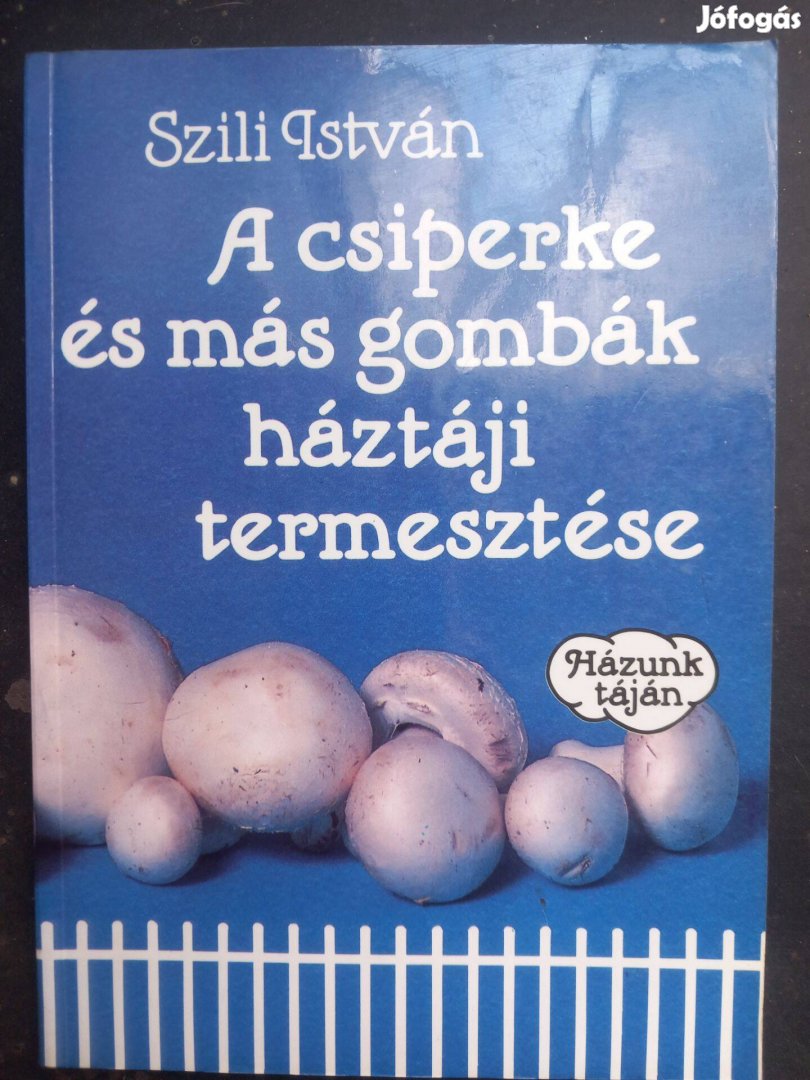 Jófogás
Szili István
A csiperke
és más gombák
háztáji
termesztése
Házunk
táján